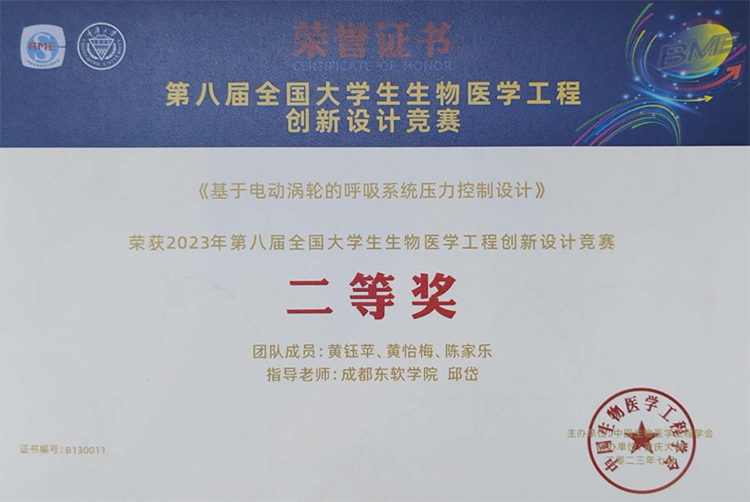 BME
荣誉证书
CERTIFICATE OF HONOR
BME
第八届全国大学生生物医学工程
创新设计竞赛
《基于电动涡轮的呼吸系统压力控制设计》
荣获2023年第八届全国大学生生物医学工程创新设计竞赛
二等奖
团队成员：黄钰苹、黄怡梅、陈家乐
指导老师：成都东软学院 邱岱
证书编号：8130011
中国生物医学工程学会